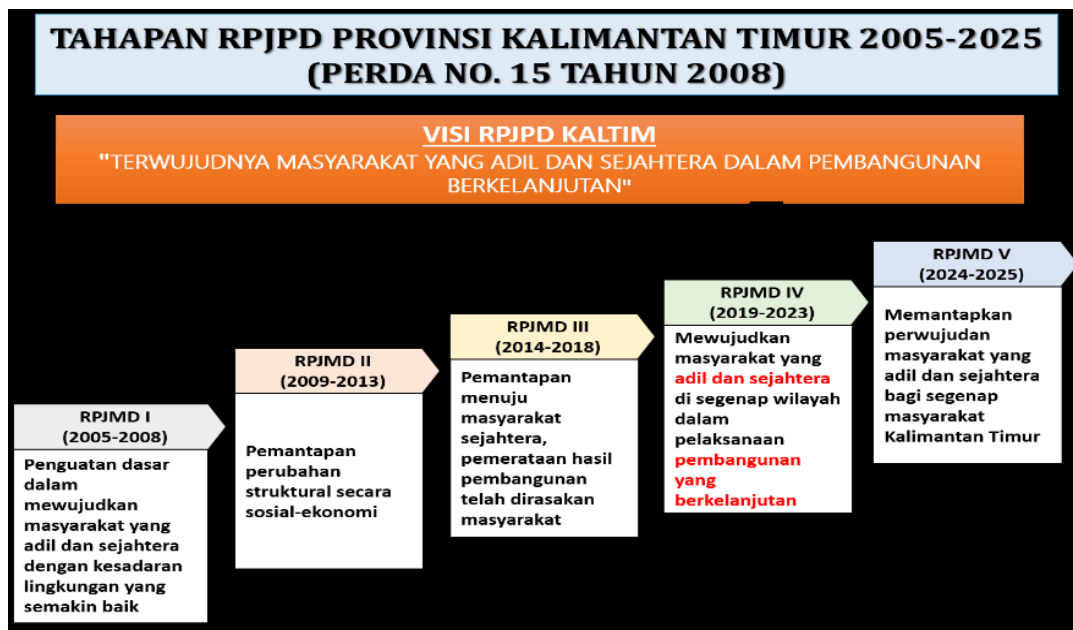 TAHAPAN RPJPD PROVINSI KALIMANTAN TIMUR 2005-2025
(PERDA NO. 15 TAHUN 2008)
VISI RPJPD KALTIM
"TERWUJUDNYA MASYARAKAT YANG ADIL DAN SEJAHTERA DALAM PEMBANGUNAN
BERKELANJUTAN"
RPJMD I
(2005-2008)
Penguatan dasar
dalam
mewujudkan
masyarakat yang
adil dan sejahtera
dengan kesadaran
lingkungan yang
semakin baik
RPJMD II
(2009-2013)
Pemantapan
perubahan
struktural secara
sosial-ekonomi
RPJMD III
(2014-2018)
Pemantapan
menuju
masyarakat
sejahtera,
pemerataan hasil
pembangunan
telah dirasakan
masyarakat
RPJMD IV
(2019-2023)
Mewujudkan
masyarakat yang
adil dan sejahtera
di segenap wilayah
dalam
pelaksanaan
pembangunan
yang
berkelanjutan
RPJMD V
(2024-2025)
Memantapkan
perwujudan
masyarakat yang
adil dan sejahtera
bagi segenap
masyarakat
Kalimantan Timur